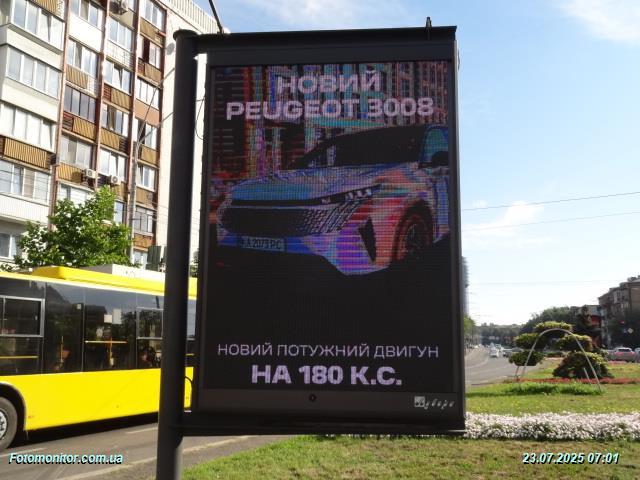 НОВИЙ
PEUGEOT 3008
НОВИЙ ПОТУЖНИЙ ДВИГУН
НА 180 К.С.
Fotomonitor.com.ua
23.07.2025 07:01